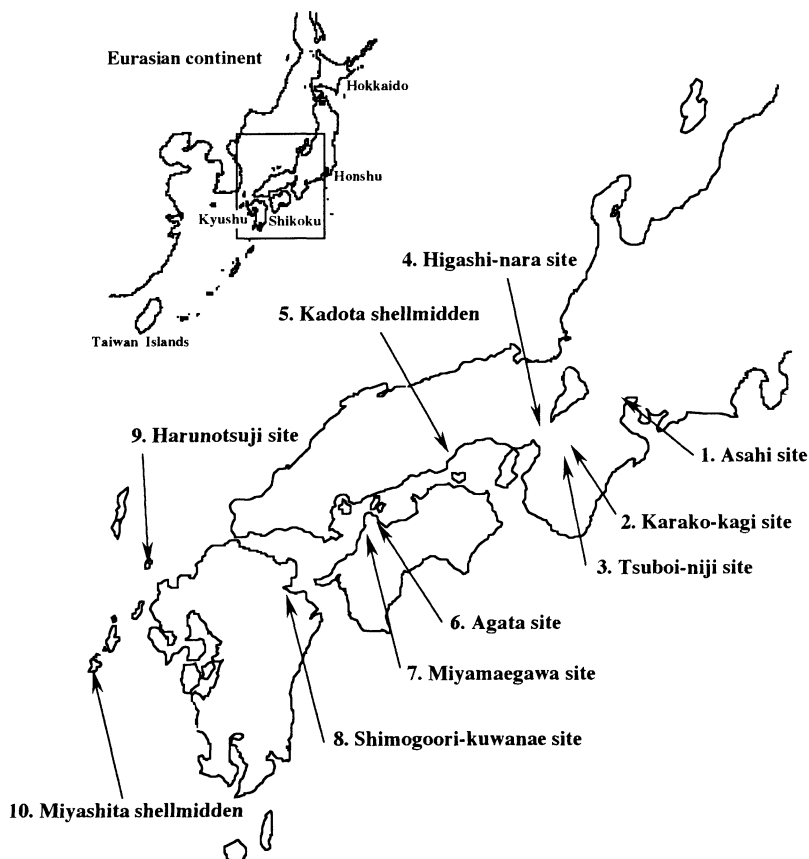 Eurasian continent
Hokkaido
Honshu
Kyushu
Shikoku
Taiwan Islands
4. Higashi-nara site
5. Kadota shellmidden
9. Harunotsuji site
1. Asahi site
2. Karako-kagi site
3. Tsuboi-niji site
6. Agata site
7. Miyamaegawa site
8. Shimogoori-kuwanae site
10. Miyashita shellmidden